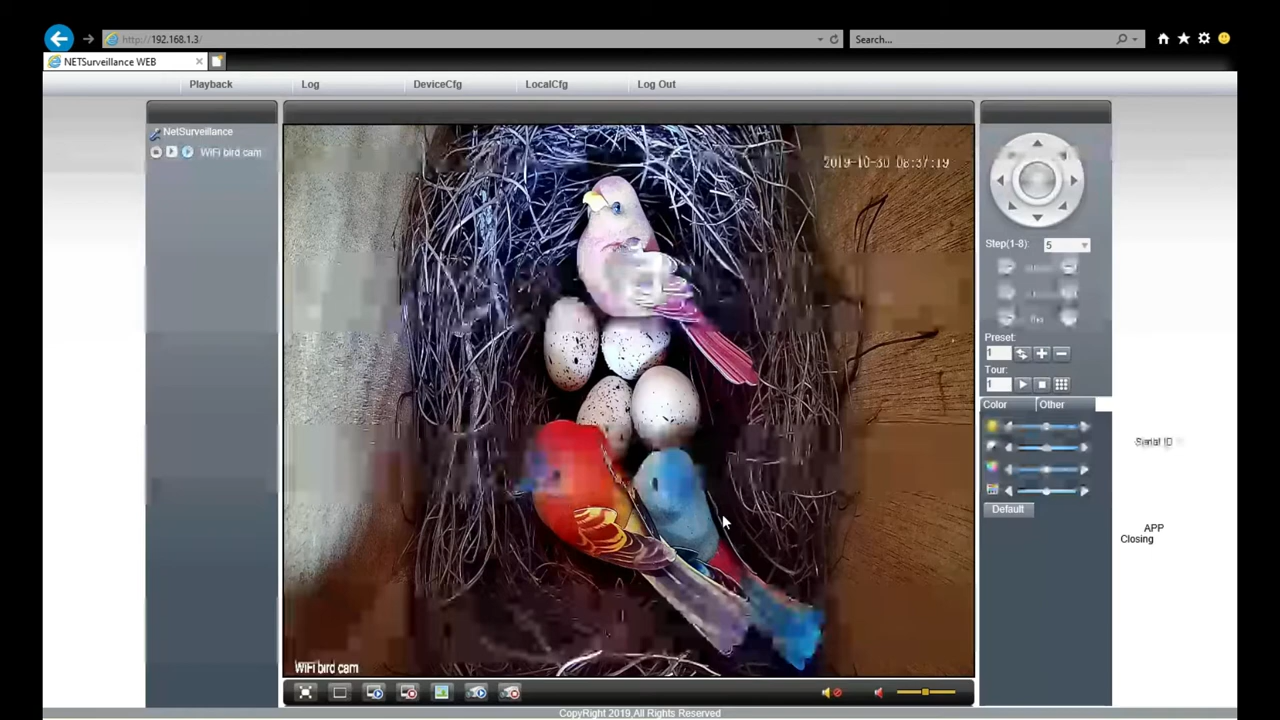 http://192.168.1.3/
Search...
NETSurveillance WEB
Playback Log DeviceCfg LocalCfg Log Out
NetSurveillance
WiFi bird cam
2019-10-30 08:37:19
Step(1-8): 5
Preset:
1
Tour:
1
Color Other
Default
Serial ID
APP
Closing
WiFi bird cam
CopyRight 2019,All Rights Reserved